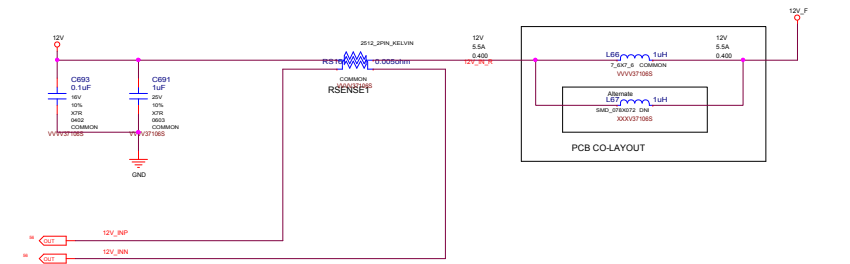 12V_F
12V
5.5A
0.400
12V_IN_R
12V
5.5A
0.400
12V
2512_2PIN_KELVIN
0.005ohm
COMMON
VVVV37106S
RSENSE1
L66
1uH
7_6X7_6 COMMON
VVVV37106S
C693
0.1uF
16V
10%
X7R
0402
COMMON
VVVV37106S
C691
1uF
25V
10%
X7R
0603
COMMON
VVVV37106S
Alternate
L67
1uH
SMD_078X072 DNI
XXXV37106S
PCB CO-LAYOUT
GND
OUT
12V_INP
OUT
12V_INN